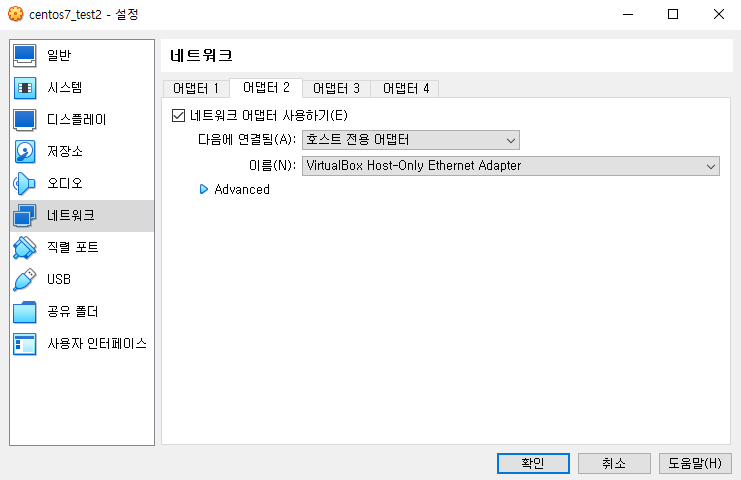 centos7_test2 - 설정
일반
시스템
디스플레이
저장소
오디오
네트워크
직렬 포트
USB
공유 폴더
사용자 인터페이스
네트워크
어댑터 1 어댑터 2 어댑터 3 어댑터 4
네트워크 어댑터 사용하기(E)
다음에 연결됨(A): 호스트 전용 어댑터
이름(N): VirtualBox Host-Only Ethernet Adapter
Advanced
확인 취소 도움말(H)